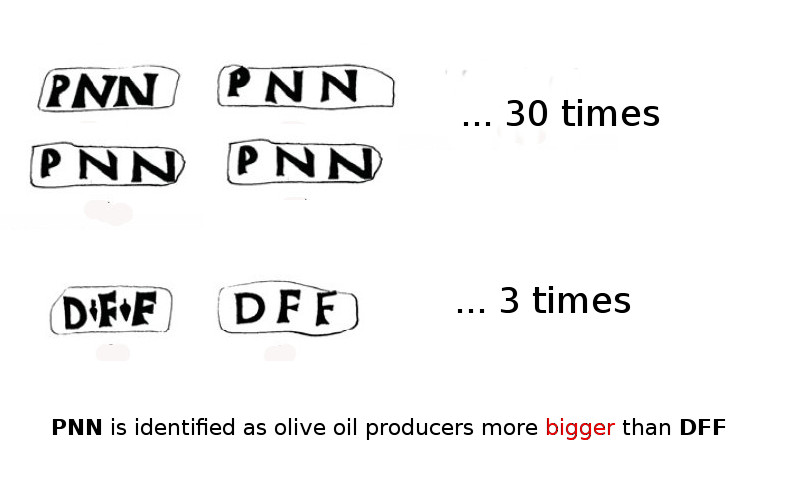 PNN PNN
... 30 times
PNN PNN
D·F·F DFF
... 3 times
PNN is identified as olive oil producers more bigger than DFF